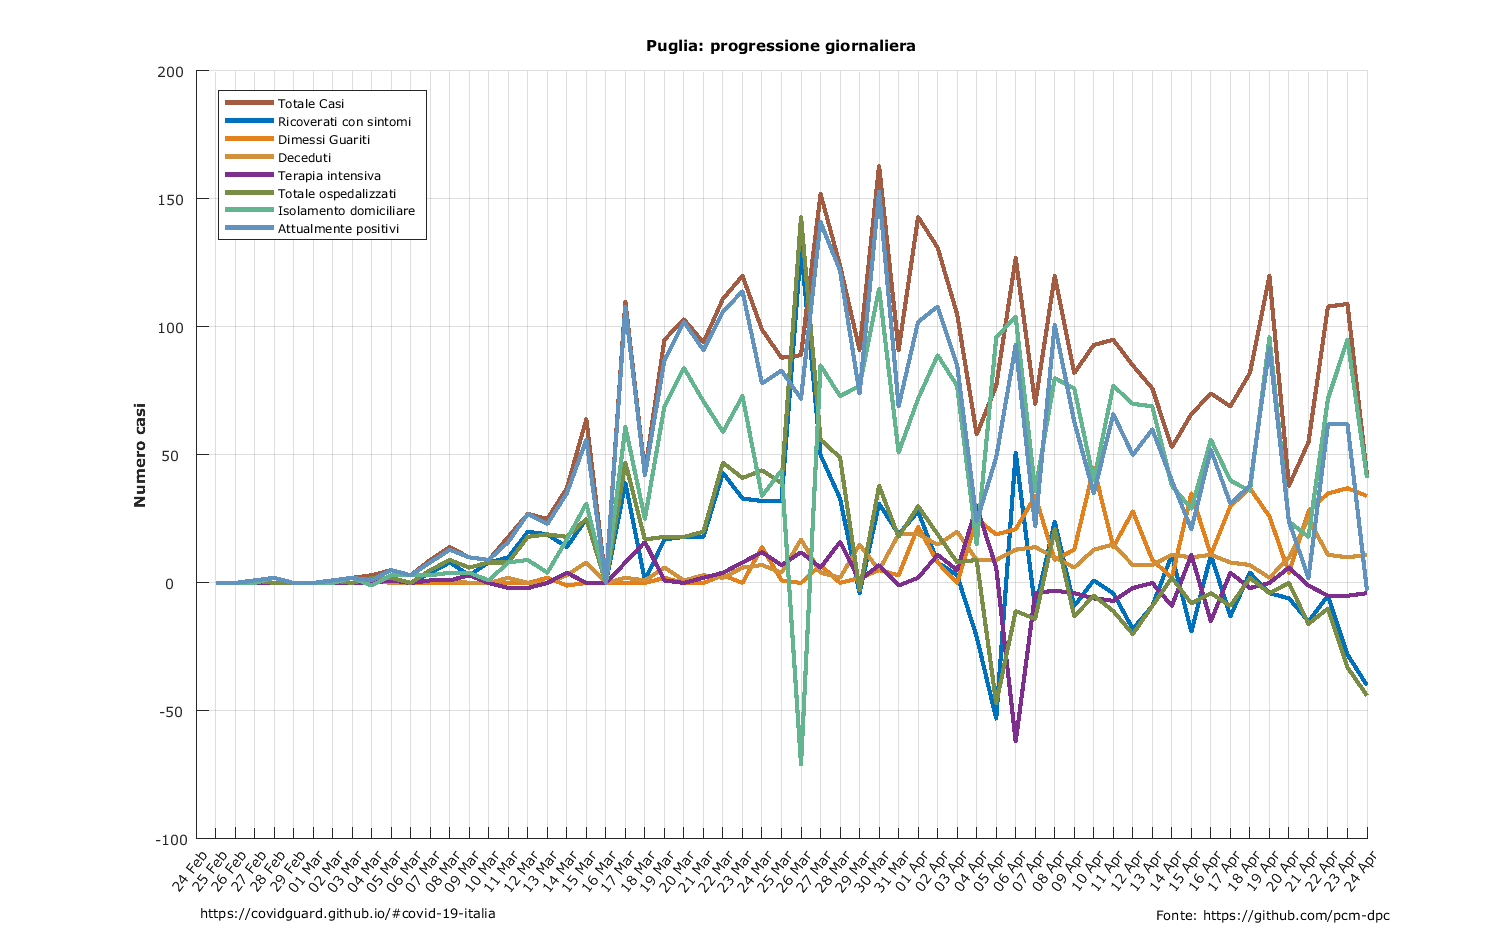 Puglia: progressione giornaliera
200
150
100
50
0
-50
-100
Numero casi
Totale Casi
Ricoverati con sintomi
Dimessi Guariti
Deceduti
Terapia intensiva
Totale ospedalizzati
Isolamento domiciliare
Attualmente positivi
24 Feb
25 Feb
26 Feb
27 Feb
28 Feb
29 Feb
01 Mar
02 Mar
03 Mar
04 Mar
05 Mar
06 Mar
07 Mar
08 Mar
09 Mar
10 Mar
11 Mar
12 Mar
13 Mar
14 Mar
15 Mar
16 Mar
17 Mar
18 Mar
19 Mar
20 Mar
21 Mar
22 Mar
23 Mar
24 Mar
25 Mar
26 Mar
27 Mar
28 Mar
29 Mar
30 Mar
31 Mar
01 Apr
02 Apr
03 Apr
04 Apr
05 Apr
06 Apr
07 Apr
08 Apr
09 Apr
10 Apr
11 Apr
12 Apr
13 Apr
14 Apr
15 Apr
16 Apr
17 Apr
18 Apr
19 Apr
20 Apr
21 Apr
22 Apr
23 Apr
24 Apr
https://covidguard.github.io/#covid-19-italia
Fonte: https://github.com/pcm-dpc